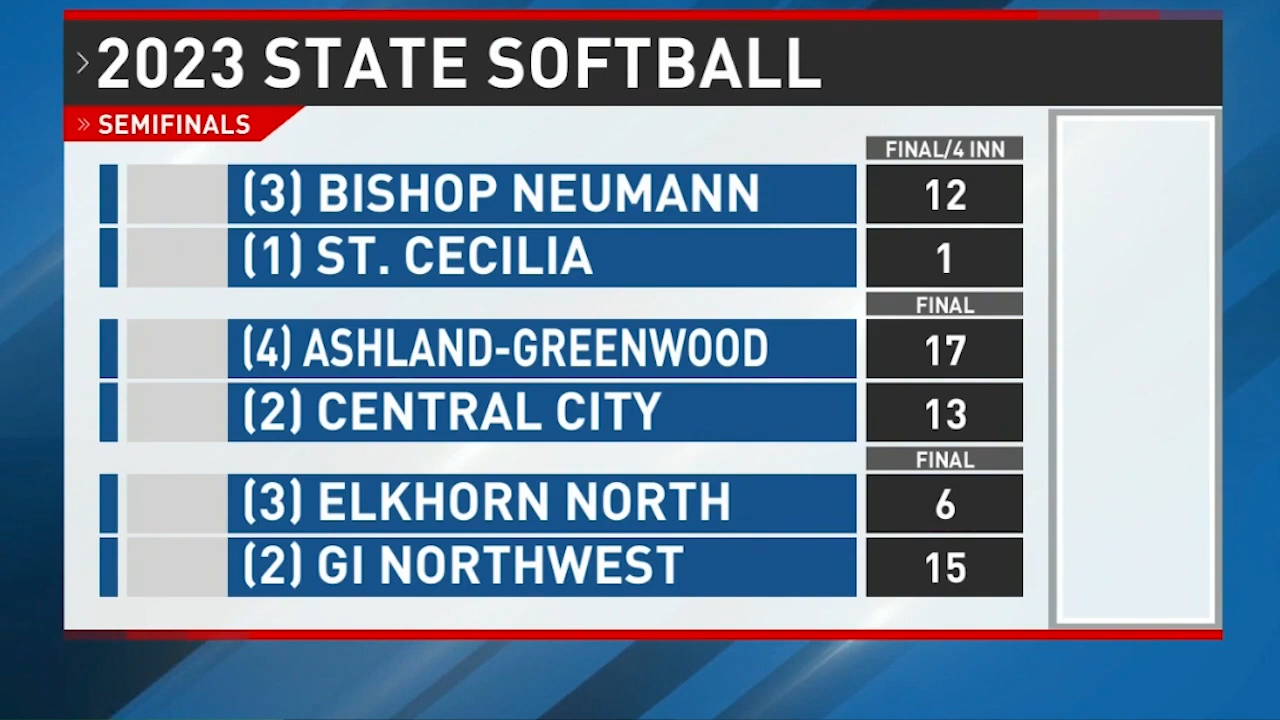 2023 STATE SOFTBALL
SEMIFINALS
FINAL/4 INN
(3) BISHOP NEUMANN 12
(1) ST. CECILIA 1
FINAL
(4) ASHLAND-GREENWOOD 17
(2) CENTRAL CITY 13
FINAL
(3) ELKHORN NORTH 6
(2) GI NORTHWEST 15